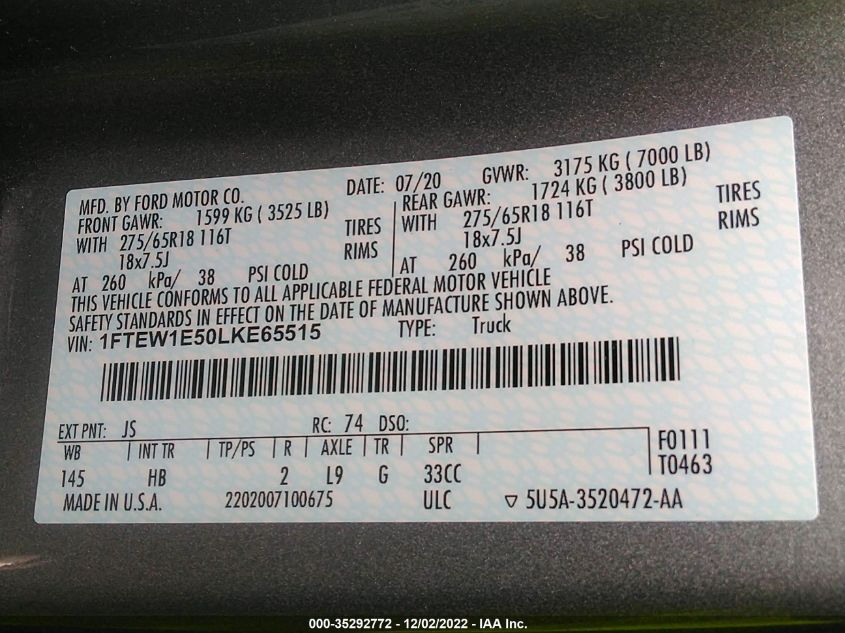 MFD. BY FORD MOTOR CO. DATE: 07/20 GVWR: 3175 KG ( 7000 LB)
FRONT GAWR: 1599 KG ( 3525 LB) REAR GAWR: 1724 KG ( 3800 LB)
WITH 275/65R18 116T TIRES WITH 275/65R18 116T TIRES
18x7.5J RIMS 18x7.5J RIMS
AT 260 kPa/ 38 PSI COLD AT 260 kPa/ 38 PSI COLD
THIS VEHICLE CONFORMS TO ALL APPLICABLE FEDERAL MOTOR VEHICLE
SAFETY STANDARDS IN EFFECT ON THE DATE OF MANUFACTURE SHOWN ABOVE.
VIN: 1FTEW1E50LKE65515 TYPE: Truck
EXT PNT: JS RC: 74 DSO:
WB INT TR TP/PS R AXLE TR SPR F0111
145 HB 2 L9 G 33CC T0463
MADE IN U.S.A. 2202007100675 ULC ▽ 5U5A-3520472-AA
000-35292772 - 12/02/2022 - IAA Inc.